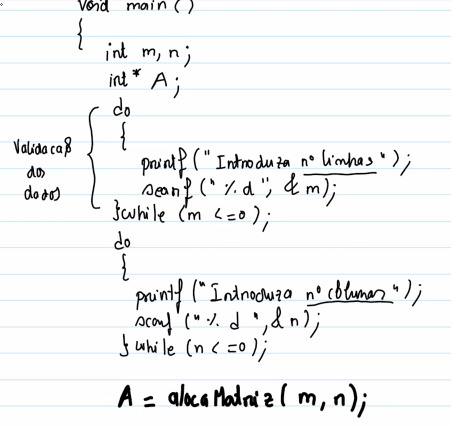 void main ()
{
int m, n;
int* A;
do
{
printf ("Introduza nº linhas");
scanf ("%d", &m);
}while (m <=0);
Validação
dos
dados
do
{
printf ("Introduza nº colunas");
scanf ("%d", &n);
} while (n <=0);
A = alocaMatriz( m, n);